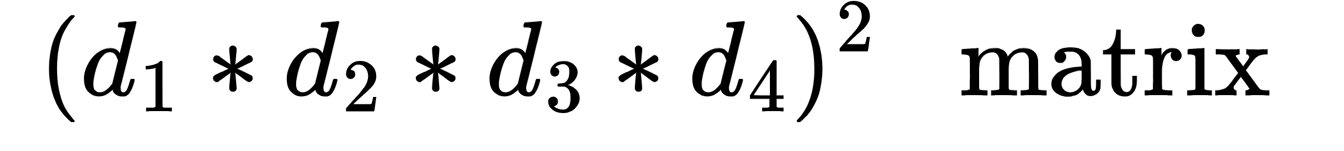 (d₁ * d₂ * d₃ * d₄)² matrix